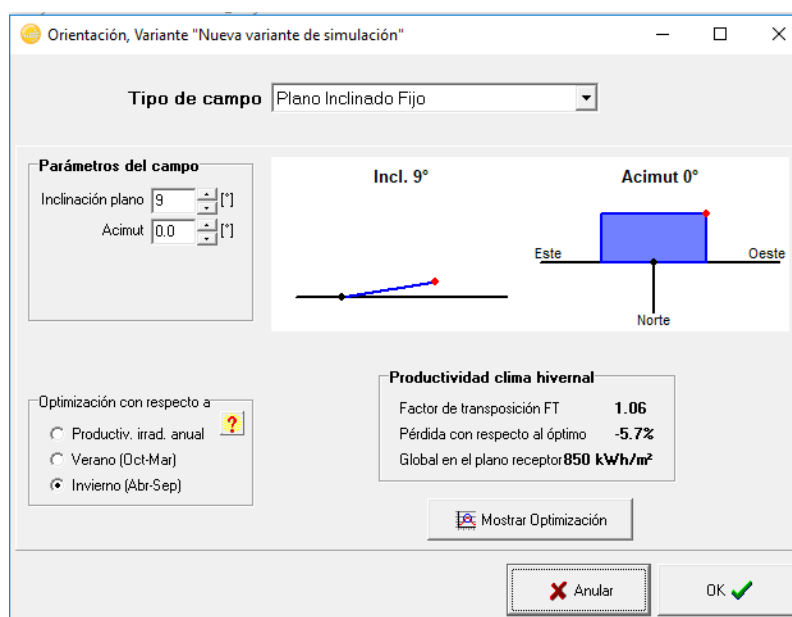 Orientación, Variante "Nueva variante de simulación"
Tipo de campo Plano Inclinado Fijo
Parámetros del campo
Inclinación plano 9 [°]
Acimut 0.0 [°]
Incl. 9°
Acimut 0°
Este
Oeste
Norte
Optimización con respecto a
?
Productiv. irrad. anual
Verano (Oct-Mar)
Invierno (Abr-Sep)
Productividad clima hivernal
Factor de transposición FT 1.06
Pérdida con respecto al óptimo -5.7%
Global en el plano receptor 850 kWh/m²
Mostrar Optimización
Anular
OK